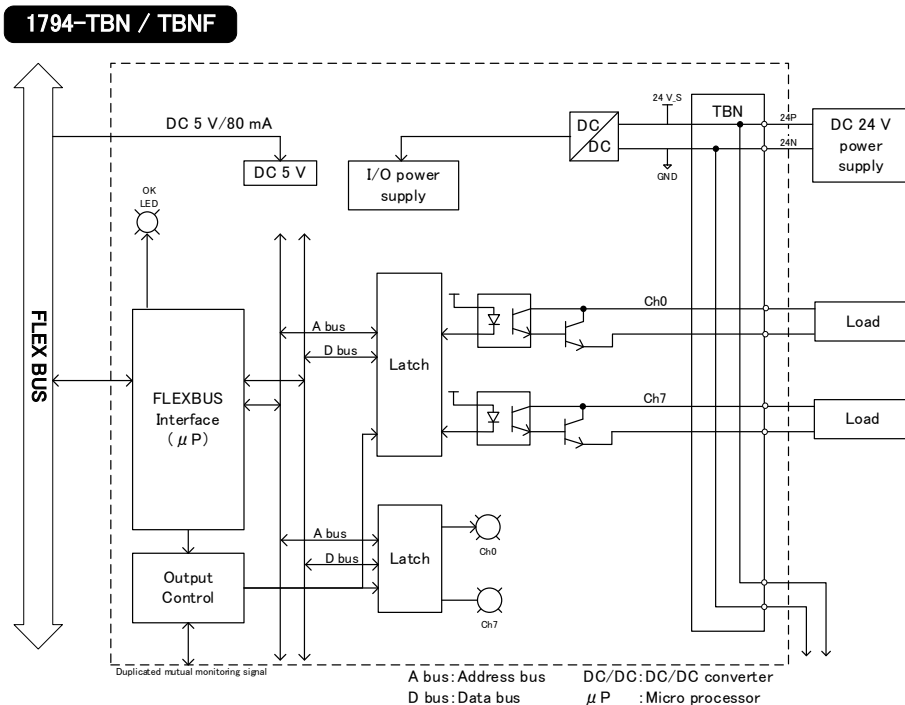 1794-TBN / TBNF
DC 5 V/80 mA
DC 5 V
I/O power
supply
DC
DC
24 V_S
GND
TBN
24P
24N
DC 24 V
power
supply
OK
LED
FLEX BUS
FLEXBUS
Interface
(μP)
A bus
D bus
Latch
Ch0
Load
Ch7
Load
Output
Control
A bus
D bus
Latch
Ch0
Ch7
Duplicated mutual monitoring signal
A bus:Address bus DC/DC:DC/DC converter
D bus:Data bus μP :Micro processor